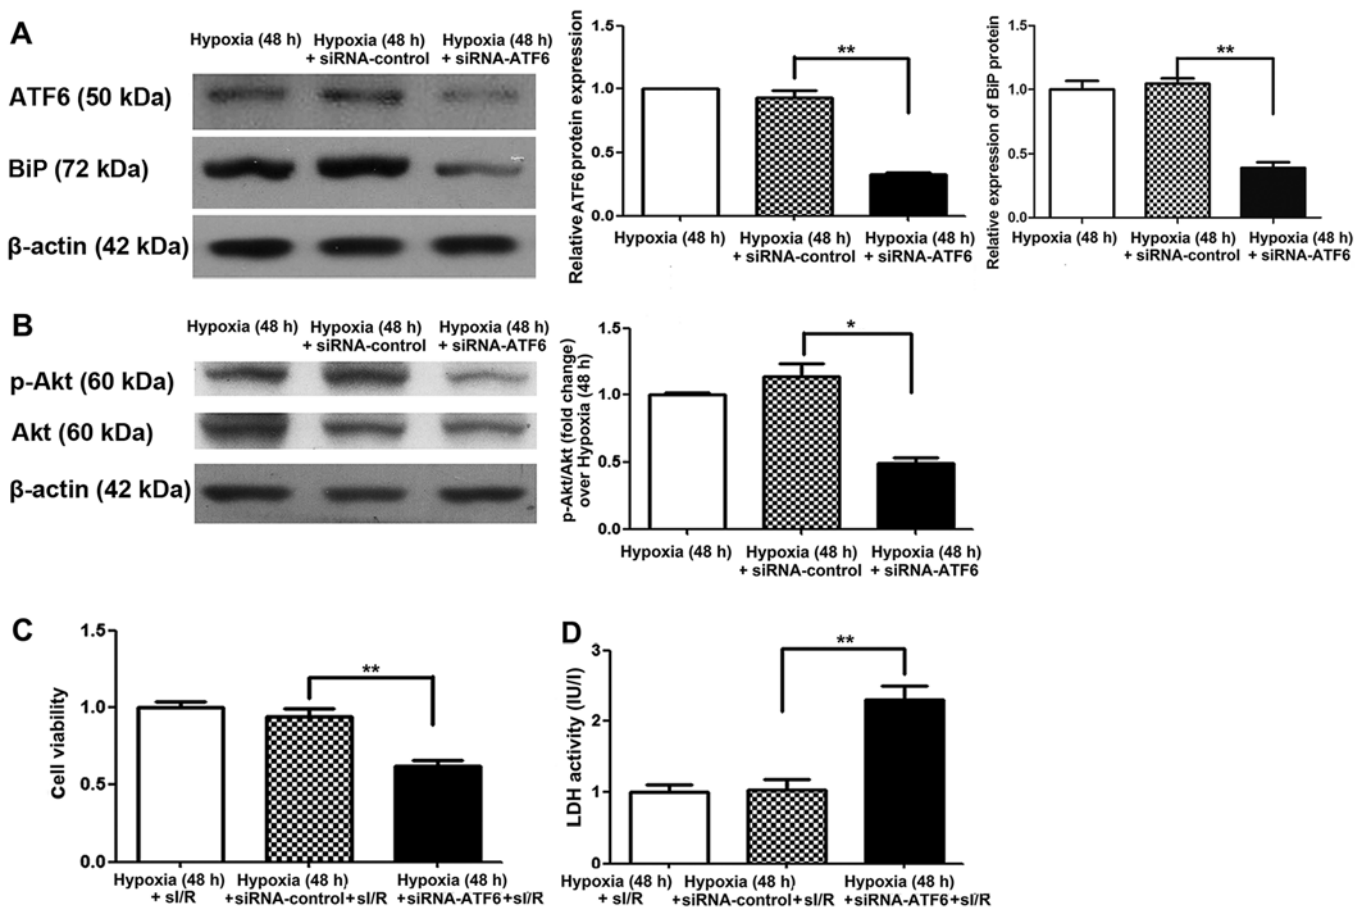 A
Hypoxia (48 h)
Hypoxia (48 h)
+ siRNA-control
Hypoxia (48 h)
+ siRNA-ATF6
ATF6 (50 kDa)
BiP (72 kDa)
β-actin (42 kDa)
Relative ATF6 protein expression
1.5
1.0
0.5
0.0
**
Hypoxia (48 h)
Hypoxia (48 h)
+ siRNA-control
Hypoxia (48 h)
+ siRNA-ATF6
Relative expression of BiP protein
1.5
1.0
0.5
0.0
**
Hypoxia (48 h)
Hypoxia (48 h)
+ siRNA-control
Hypoxia (48 h)
+ siRNA-ATF6
B
Hypoxia (48 h)
Hypoxia (48 h)
+ siRNA-control
Hypoxia (48 h)
+ siRNA-ATF6
p-Akt (60 kDa)
Akt (60 kDa)
β-actin (42 kDa)
p-Akt/Akt (fold change)
over Hypoxia (48 h)
1.5
1.0
0.5
0.0
*
Hypoxia (48 h)
Hypoxia (48 h)
+ siRNA-control
Hypoxia (48 h)
+ siRNA-ATF6
C
Cell viability
1.5
1.0
0.5
0.0
**
Hypoxia (48 h)
+ sI/R
Hypoxia (48 h)
+siRNA-control+sI/R
Hypoxia (48 h)
+siRNA-ATF6+sI/R
D
LDH activity (IU/l)
3
2
1
0
**
Hypoxia (48 h)
+ sI/R
Hypoxia (48 h)
+siRNA-control+sI/R
Hypoxia (48 h)
+siRNA-ATF6+sI/R